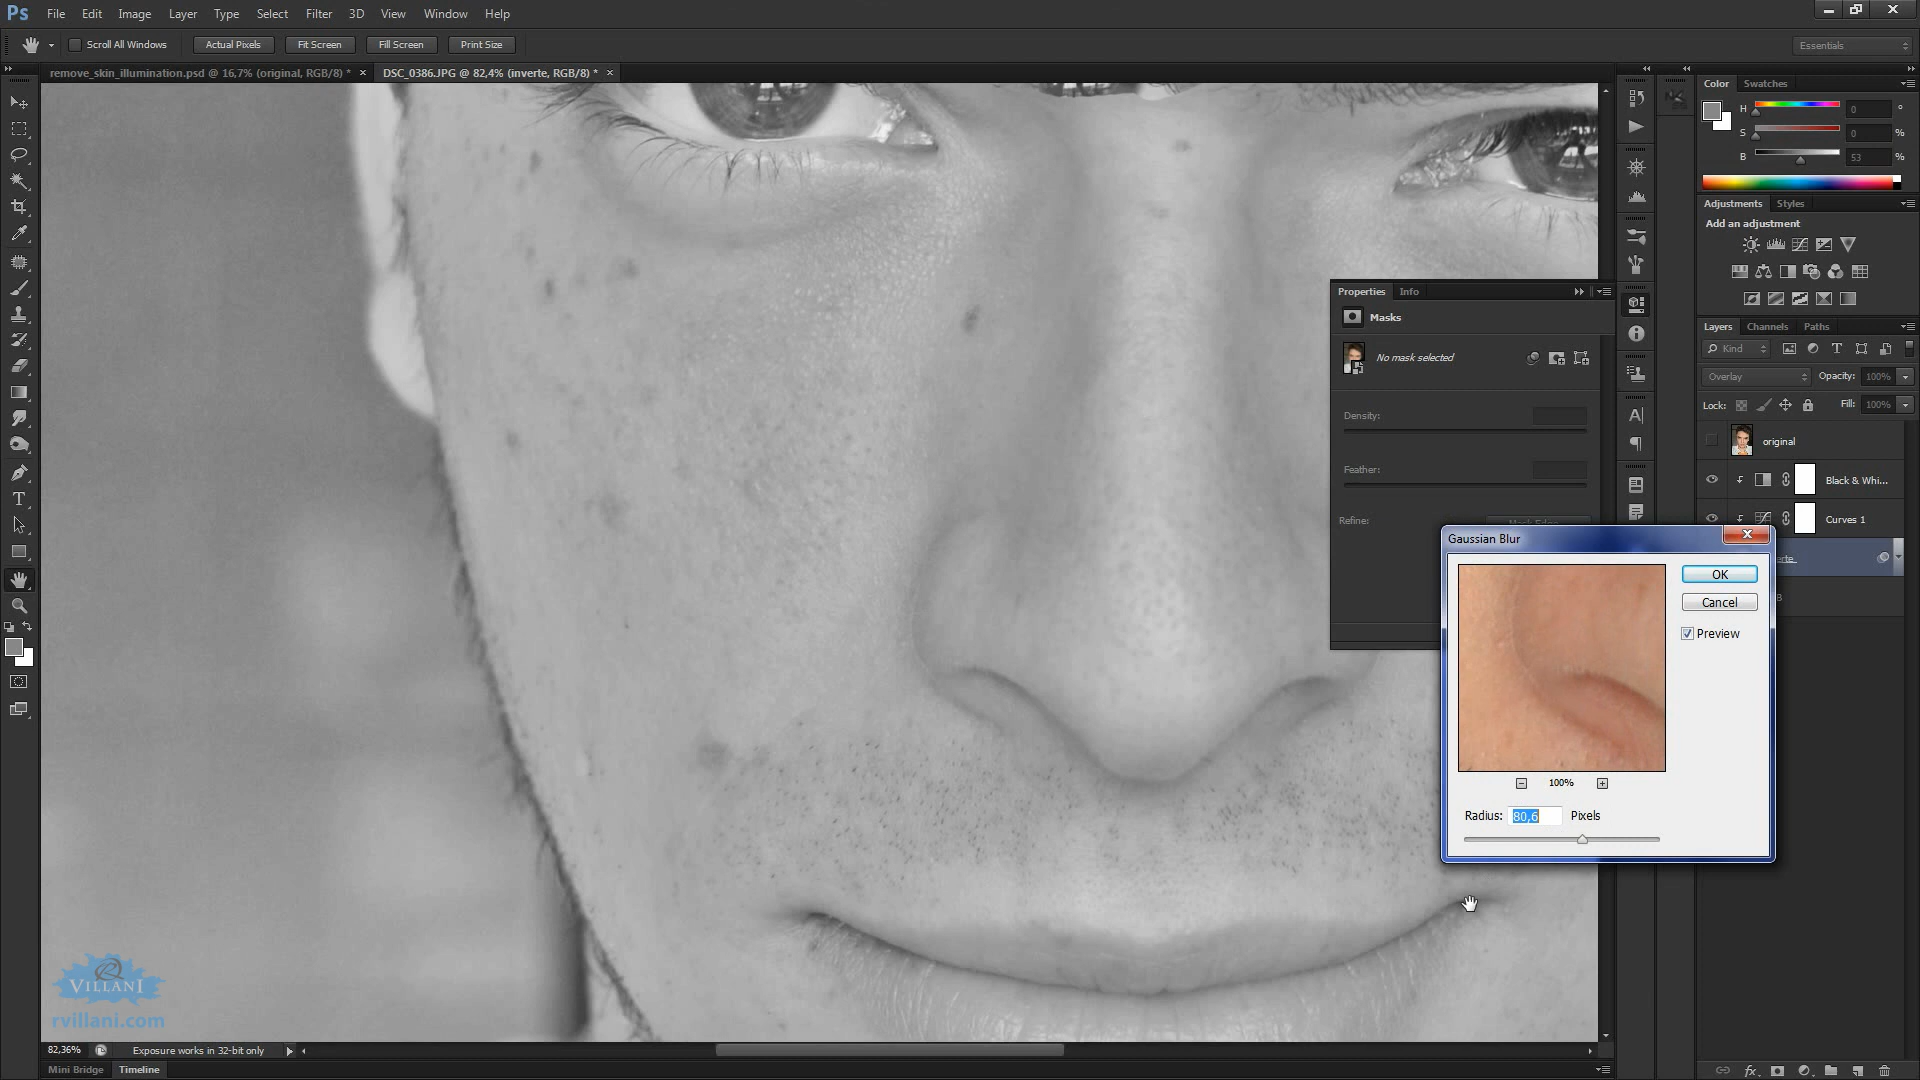 Ps File Edit Image Layer Type Select Filter 3D View Window Help
Scroll All Windows Actual Pixels Fit Screen Fill Screen Print Size Essentials
remove_skin_illumination.psd @ 16,7% (original, RGB/8) * × DSC_0386.JPG @ 82,4% (inverte, RGB/8) * ×
Color Swatches
H 0 °
S 0 %
B 53 %
Adjustments Styles
Add an adjustment
Properties Info
Masks
No mask selected
Density:
Feather:
Refine:
Layers Channels Paths
Kind
Overlay Opacity: 100%
Lock: Fill: 100%
original
Black & Whi...
Curves 1
erte
B
Gaussian Blur
OK
Cancel
Preview
100%
Radius: 80,6 Pixels
VILLANI
rvillani.com
82,36% Exposure works in 32-bit only
Mini Bridge Timeline